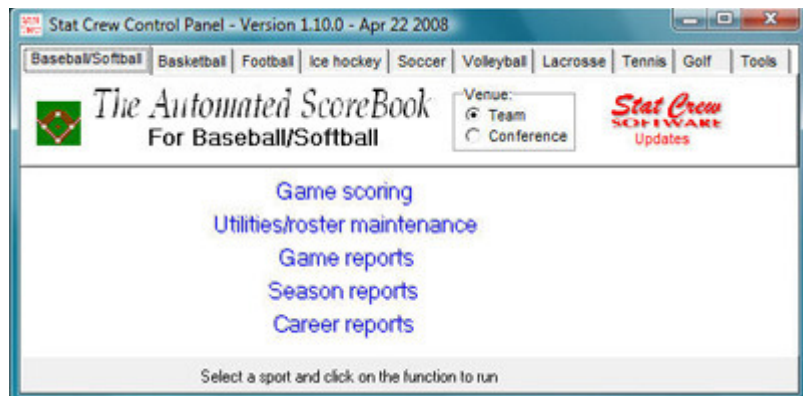 Stat Crew Control Panel - Version 1.10.0 - Apr 22 2008
Baseball/Softball Basketball Football Ice hockey Soccer Volleyball Lacrosse Tennis Golf Tools
The Automated ScoreBook
For Baseball/Softball
Venue:
Team
Conference
Stat Crew
SOFTWARE
Updates
Game scoring
Utilities/roster maintenance
Game reports
Season reports
Career reports
Select a sport and click on the function to run